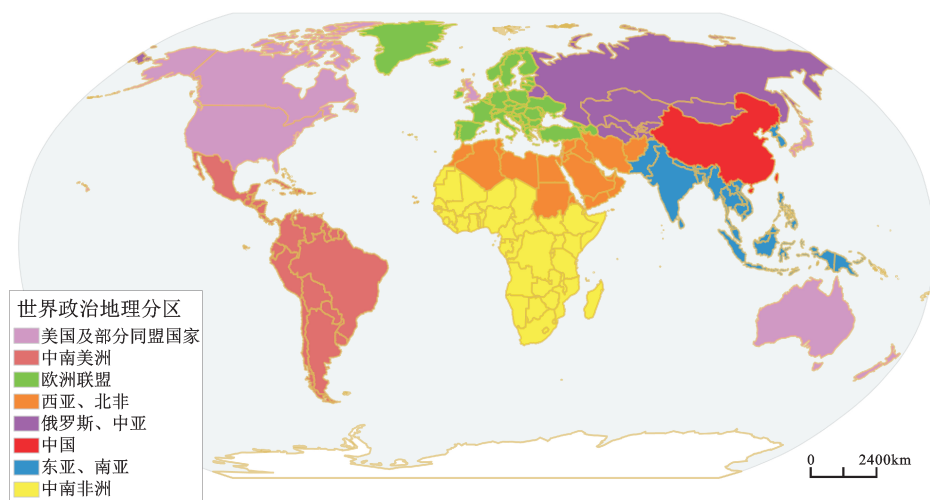 世界政治地理分区
美国及部分同盟国家
中南美洲
欧洲联盟
西亚、北非
俄罗斯、中亚
中国
东亚、南亚
中南非洲
0 2400km